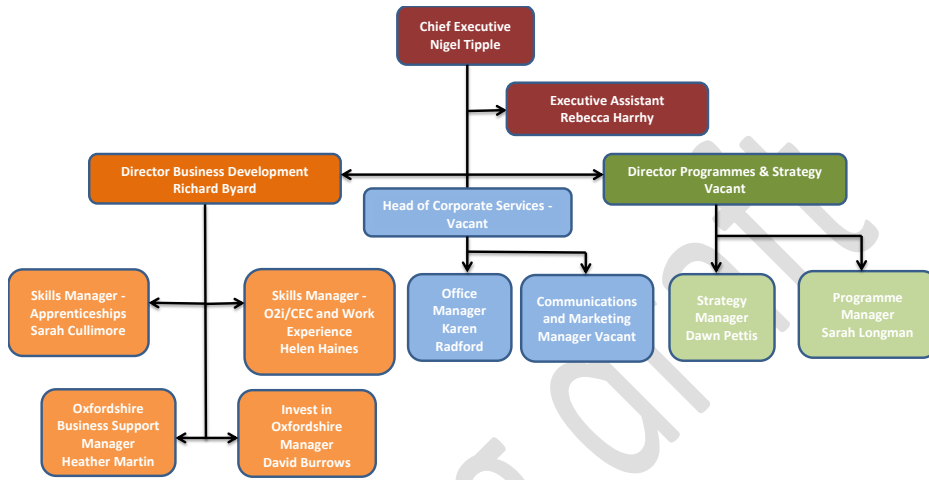 Chief Executive
Nigel Tipple
Executive Assistant
Rebecca Harrhy
Director Business Development
Richard Byard
Director Programmes & Strategy
Vacant
Head of Corporate Services -
Vacant
Skills Manager -
Apprenticeships
Sarah Cullimore
Skills Manager -
O2i/CEC and Work
Experience
Helen Haines
Office
Manager
Karen
Radford
Communications
and Marketing
Manager Vacant
Strategy
Manager
Dawn Pettis
Programme
Manager
Sarah Longman
Oxfordshire
Business Support
Manager
Heather Martin
Invest in
Oxfordshire
Manager
David Burrows
draft